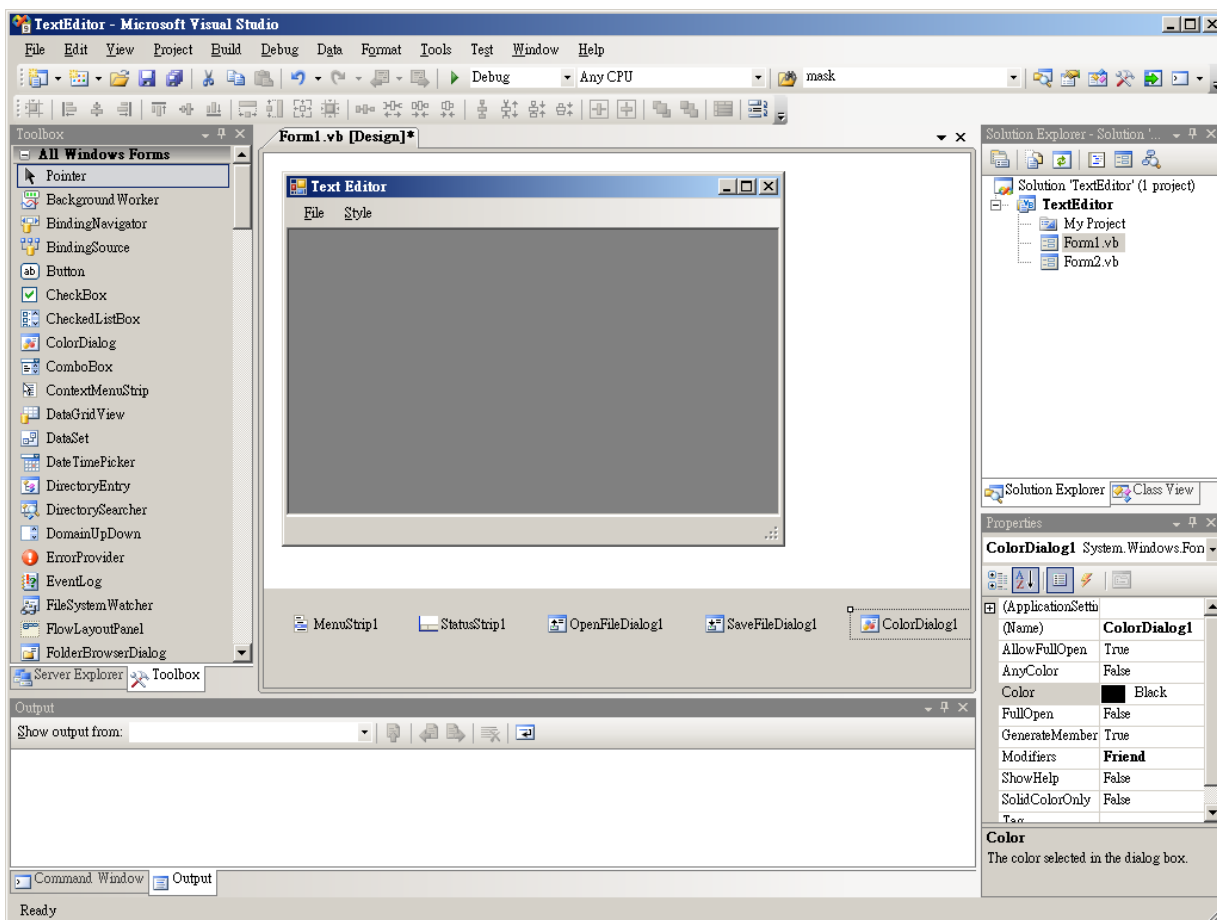 TextEditor - Microsoft Visual Studio
File Edit View Project Build Debug Data Format Tools Test Window Help
Debug Any CPU mask
Toolbox
All Windows Forms
Pointer
BackgroundWorker
BindingNavigator
BindingSource
Button
CheckBox
CheckedListBox
ColorDialog
ComboBox
ContextMenuStrip
DataGridView
DataSet
DateTimePicker
DirectoryEntry
DirectorySearcher
DomainUpDown
ErrorProvider
EventLog
FileSystemWatcher
FlowLayoutPanel
FolderBrowserDialog
Server Explorer Toolbox
Form1.vb [Design]*
Text Editor
File Style
MenuStrip1 StatusStrip1 OpenFileDialog1 SaveFileDialog1 ColorDialog1
Solution Explorer - Solution '...
Solution 'TextEditor' (1 project)
TextEditor
My Project
Form1.vb
Form2.vb
Solution Explorer Class View
Properties
ColorDialog1 System.Windows.Fon
(ApplicationSettin
(Name) ColorDialog1
AllowFullOpen True
AnyColor False
Color Black
FullOpen False
GenerateMember True
Modifiers Friend
ShowHelp False
SolidColorOnly False
Tag
Color
The color selected in the dialog box.
Output
Show output from:
Command Window Output
Ready